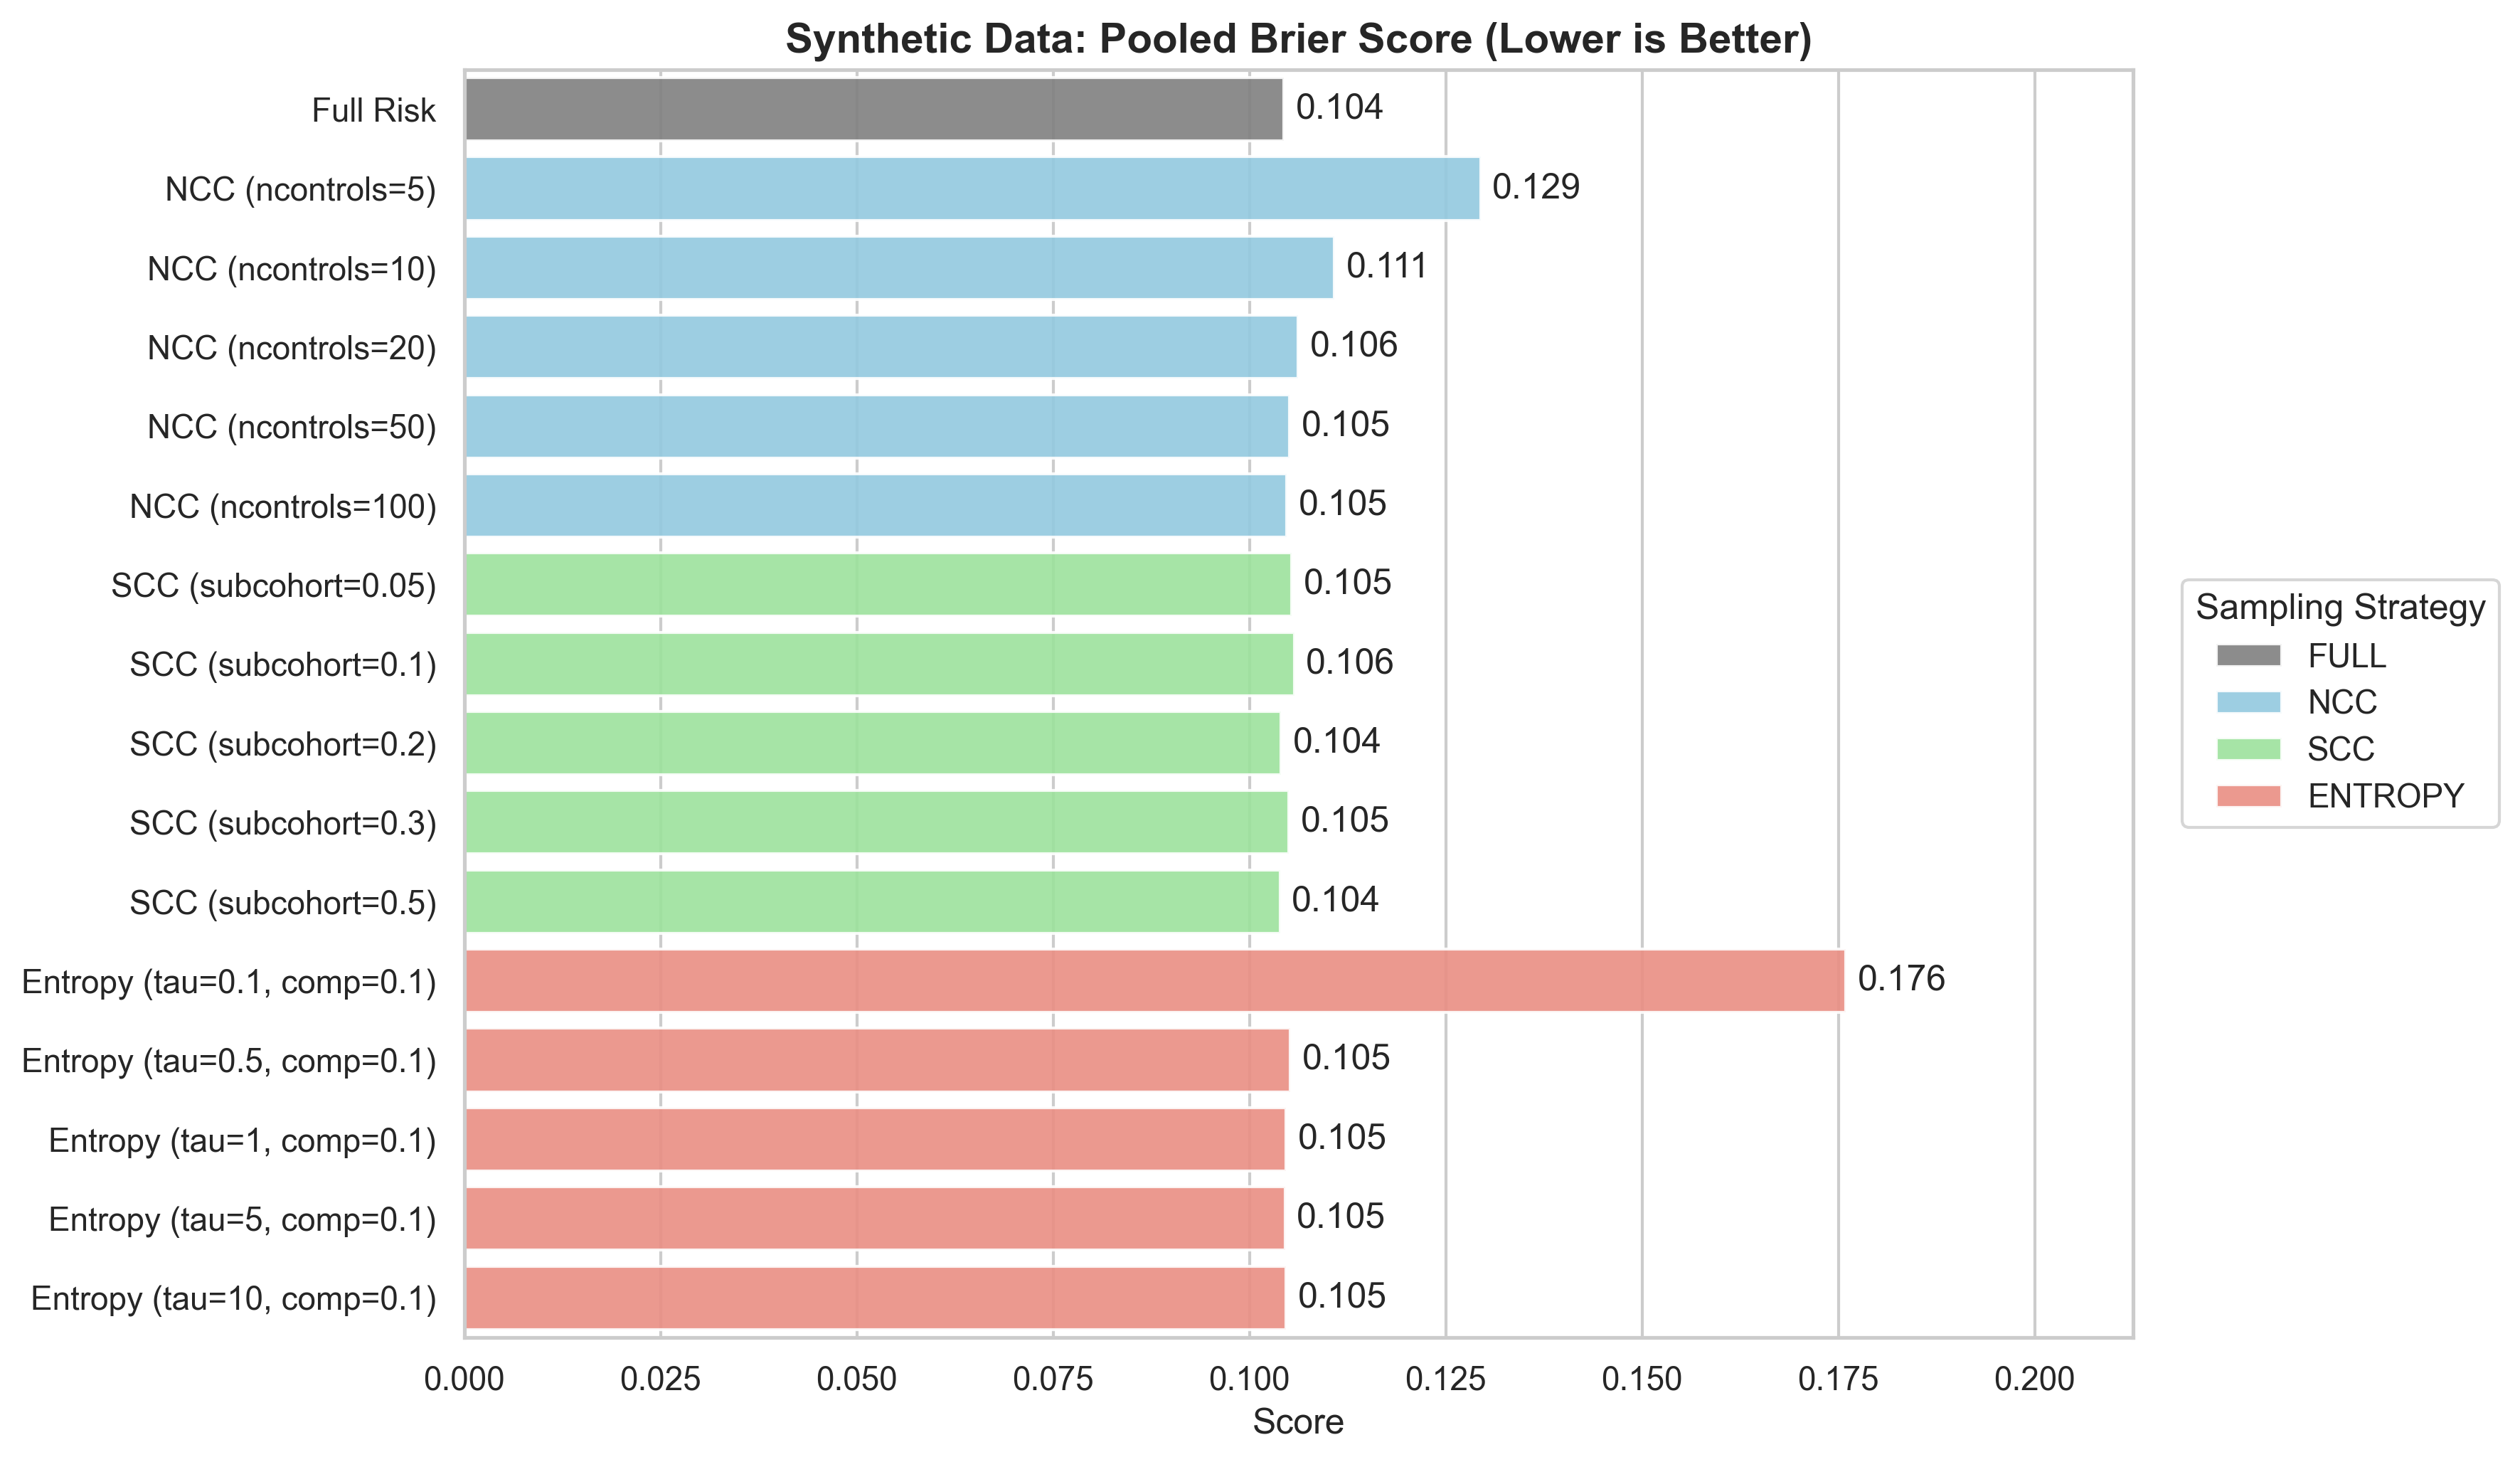 Synthetic Data: Pooled Brier Score (Lower is Better)
Full Risk 0.104
NCC (ncontrols=5) 0.129
NCC (ncontrols=10) 0.111
NCC (ncontrols=20) 0.106
NCC (ncontrols=50) 0.105
NCC (ncontrols=100) 0.105
SCC (subcohort=0.05) 0.105
SCC (subcohort=0.1) 0.106
SCC (subcohort=0.2) 0.104
SCC (subcohort=0.3) 0.105
SCC (subcohort=0.5) 0.104
Entropy (tau=0.1, comp=0.1) 0.176
Entropy (tau=0.5, comp=0.1) 0.105
Entropy (tau=1, comp=0.1) 0.105
Entropy (tau=5, comp=0.1) 0.105
Entropy (tau=10, comp=0.1) 0.105
0.000 0.025 0.050 0.075 0.100 0.125 0.150 0.175 0.200
Score
Sampling Strategy
FULL
NCC
SCC
ENTROPY